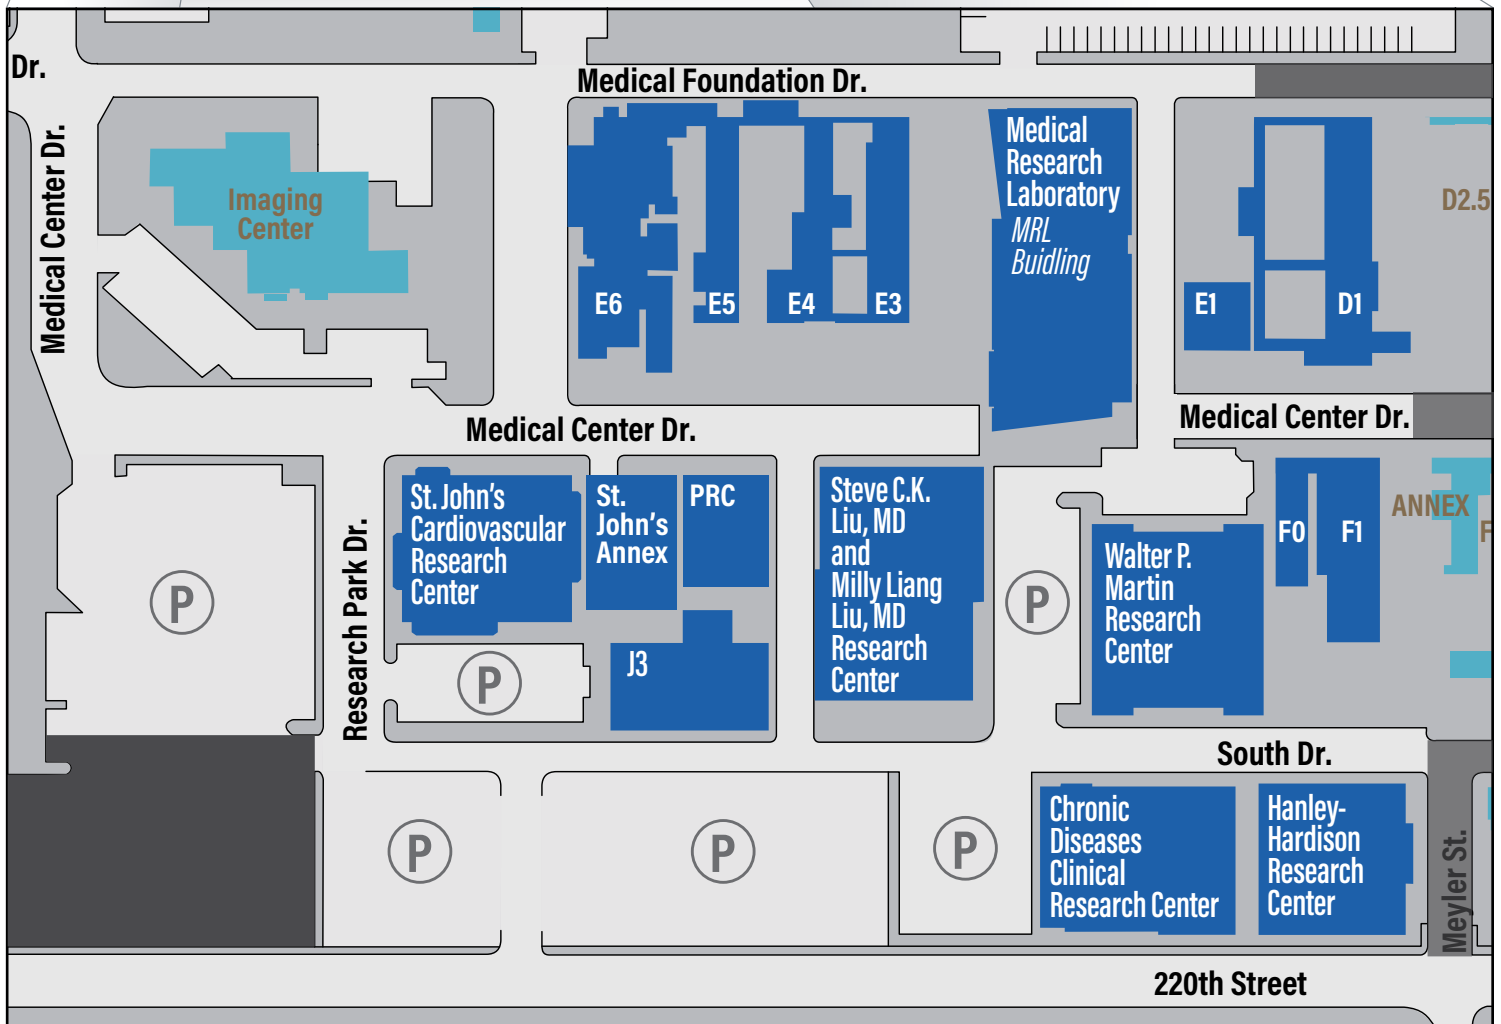 Dr.
Medical Foundation Dr.
Medical Center Dr.
Imaging
Center
E6
E5
E4
E3
Medical
Research
Laboratory
MRL
Buidling
E1
D1
D2.5
Medical Center Dr.
Medical Center Dr.
St. John's
Cardiovascular
Research
Center
St.
John's
Annex
PRC
Steve C.K.
Liu, MD
and
Milly Liang
Liu, MD
Research
Center
Walter P.
Martin
Research
Center
F0
F1
ANNEX
F
P
Research Park Dr.
P
J3
P
South Dr.
P
P
P
Chronic
Diseases
Clinical
Research Center
Hanley-
Hardison
Research
Center
Meyler St.
220th Street